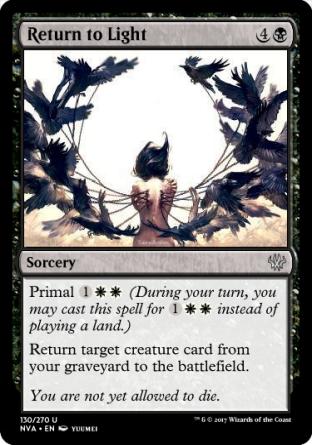 Return to Light 4
Sorcery
Primal 1 (During your turn, you
may cast this spell for 1 instead of
playing a land.)
Return target creature card from
your graveyard to the battlefield.
You are not yet allowed to die.
130/270 U
NVA • EN YUUMEI
™ & © 2017 Wizards of the Coast